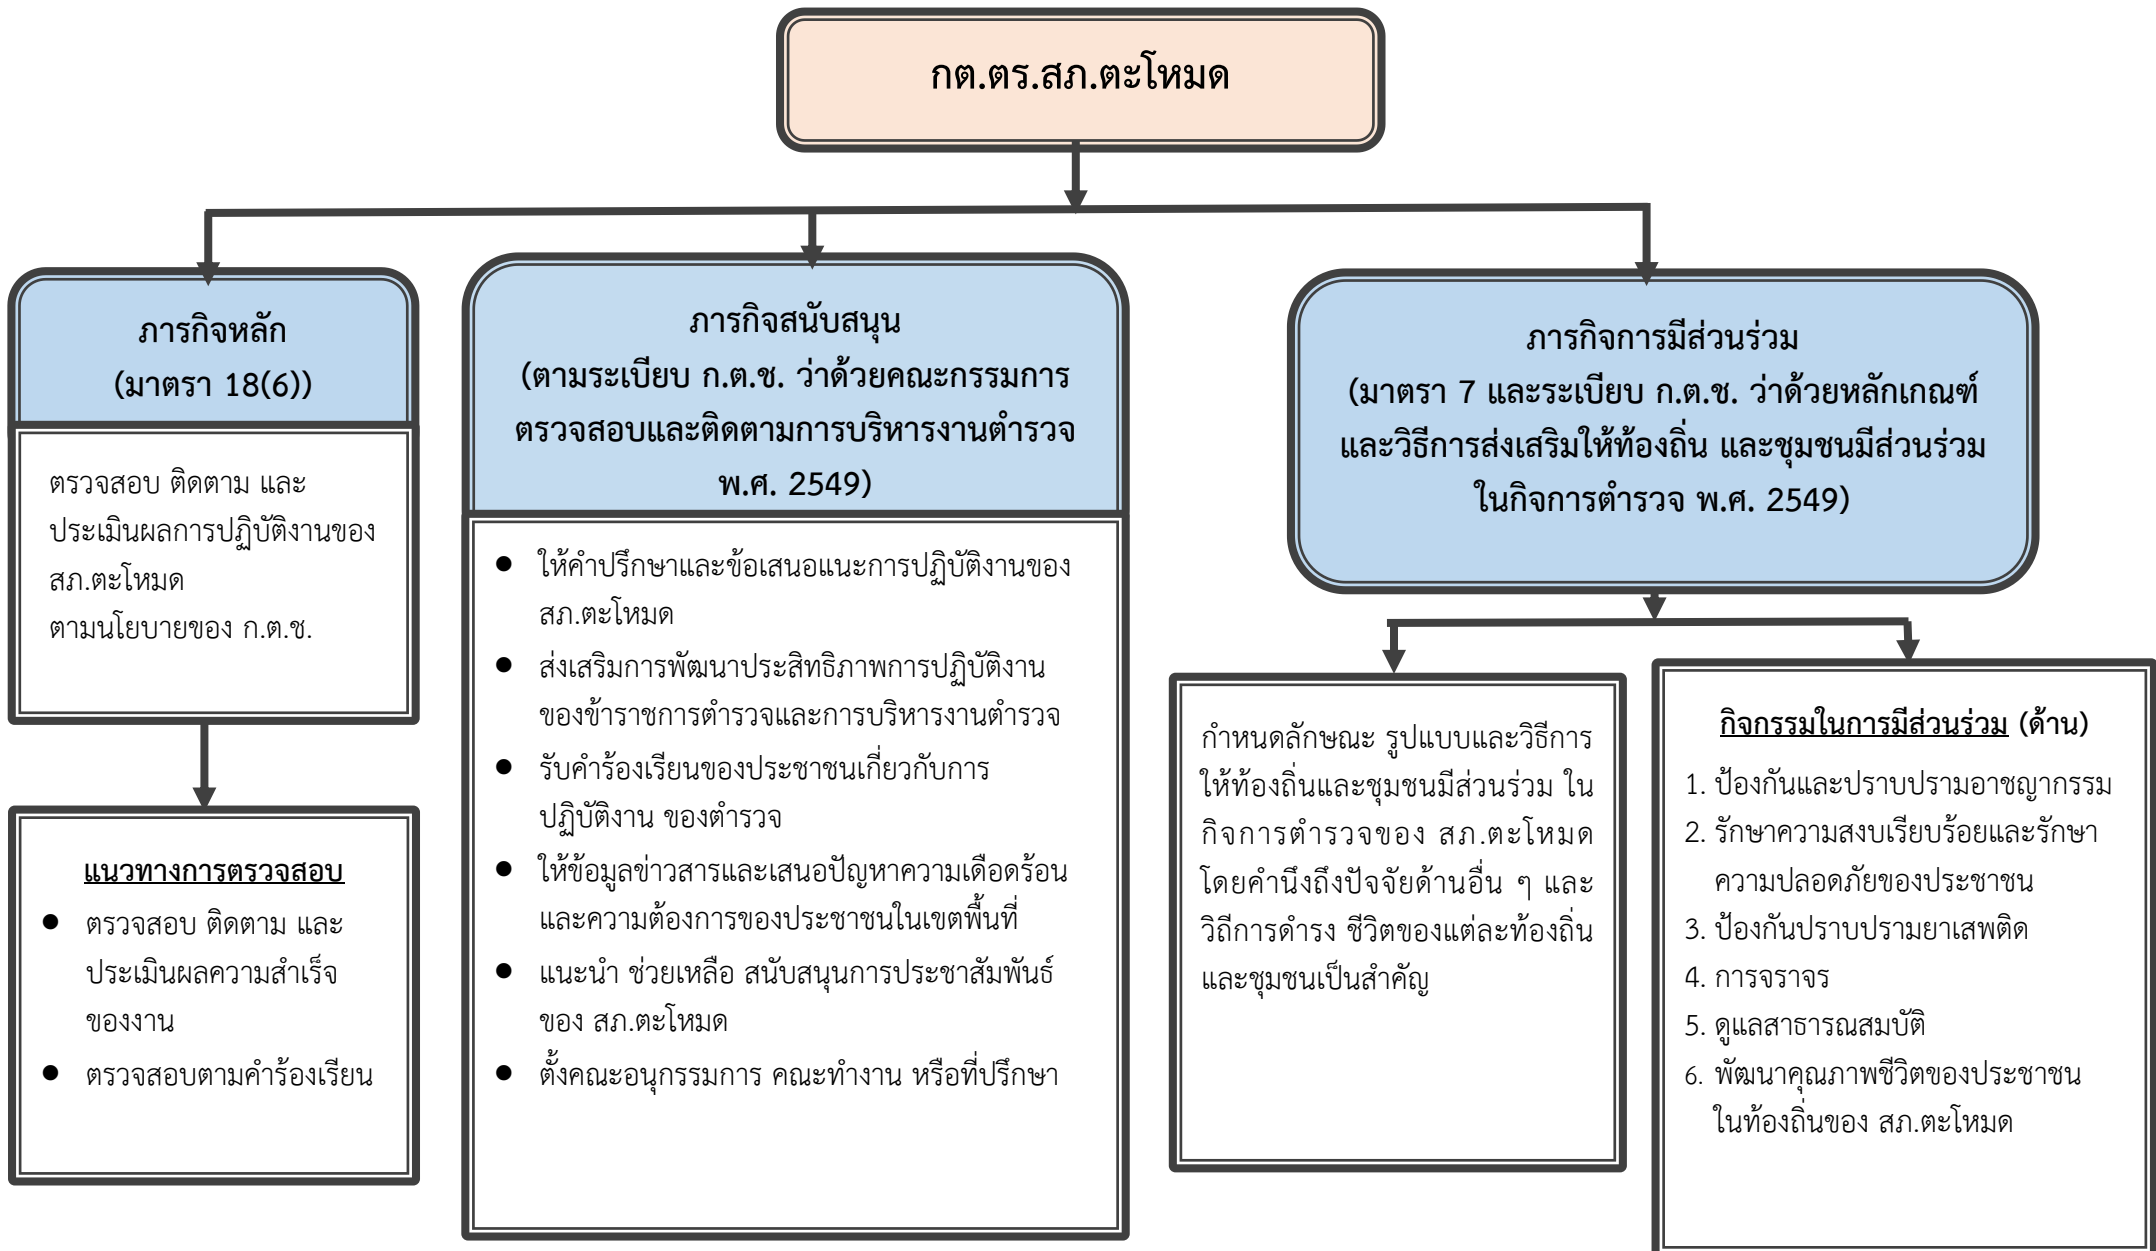 กต.ตร.สภ.ตะโหมด
ภารกิจหลัก
(มาตรา 18(6))
ตรวจสอบ ติดตาม และ
ประเมินผลการปฏิบัติงานของ
สภ.ตะโหมด
ตามนโยบายของ ก.ต.ช.
แนวทางการตรวจสอบ
● ตรวจสอบ ติดตาม และ
ประเมินผลความสำเร็จ
ของงาน
● ตรวจสอบตามคำร้องเรียน
ภารกิจสนับสนุน
(ตามระเบียบ ก.ต.ช. ว่าด้วยคณะกรรมการ
ตรวจสอบและติดตามการบริหารงานตำรวจ
พ.ศ. 2549)
● ให้คำปรึกษาและข้อเสนอแนะการปฏิบัติงานของ
สภ.ตะโหมด
● ส่งเสริมการพัฒนาประสิทธิภาพการปฏิบัติงาน
ของข้าราชการตำรวจและการบริหารงานตำรวจ
● รับคำร้องเรียนของประชาชนเกี่ยวกับการ
ปฏิบัติงาน ของตำรวจ
● ให้ข้อมูลข่าวสารและเสนอปัญหาความเดือดร้อน
และความต้องการของประชาชนในเขตพื้นที่
● แนะนำ ช่วยเหลือ สนับสนุนการประชาสัมพันธ์
ของ สภ.ตะโหมด
● ตั้งคณะอนุกรรมการ คณะทำงาน หรือที่ปรึกษา
ภารกิจการมีส่วนร่วม
(มาตรา 7 และระเบียบ ก.ต.ช. ว่าด้วยหลักเกณฑ์
และวิธีการส่งเสริมให้ท้องถิ่น และชุมชนมีส่วนร่วม
ในกิจการตำรวจ พ.ศ. 2549)
กำหนดลักษณะ รูปแบบและวิธีการ
ให้ท้องถิ่นและชุมชนมีส่วนร่วม ใน
กิจการตำรวจของ สภ.ตะโหมด
โดยคำนึงถึงปัจจัยด้านอื่น ๆ และ
วิถีการดำรง ชีวิตของแต่ละท้องถิ่น
และชุมชนเป็นสำคัญ
กิจกรรมในการมีส่วนร่วม (ด้าน)
1. ป้องกันและปราบปรามอาชญากรรม
2. รักษาความสงบเรียบร้อยและรักษา
ความปลอดภัยของประชาชน
3. ป้องกันปราบปรามยาเสพติด
4. การจราจร
5. ดูแลสาธารณสมบัติ
6. พัฒนาคุณภาพชีวิตของประชาชน
ในท้องถิ่นของ สภ.ตะโหมด